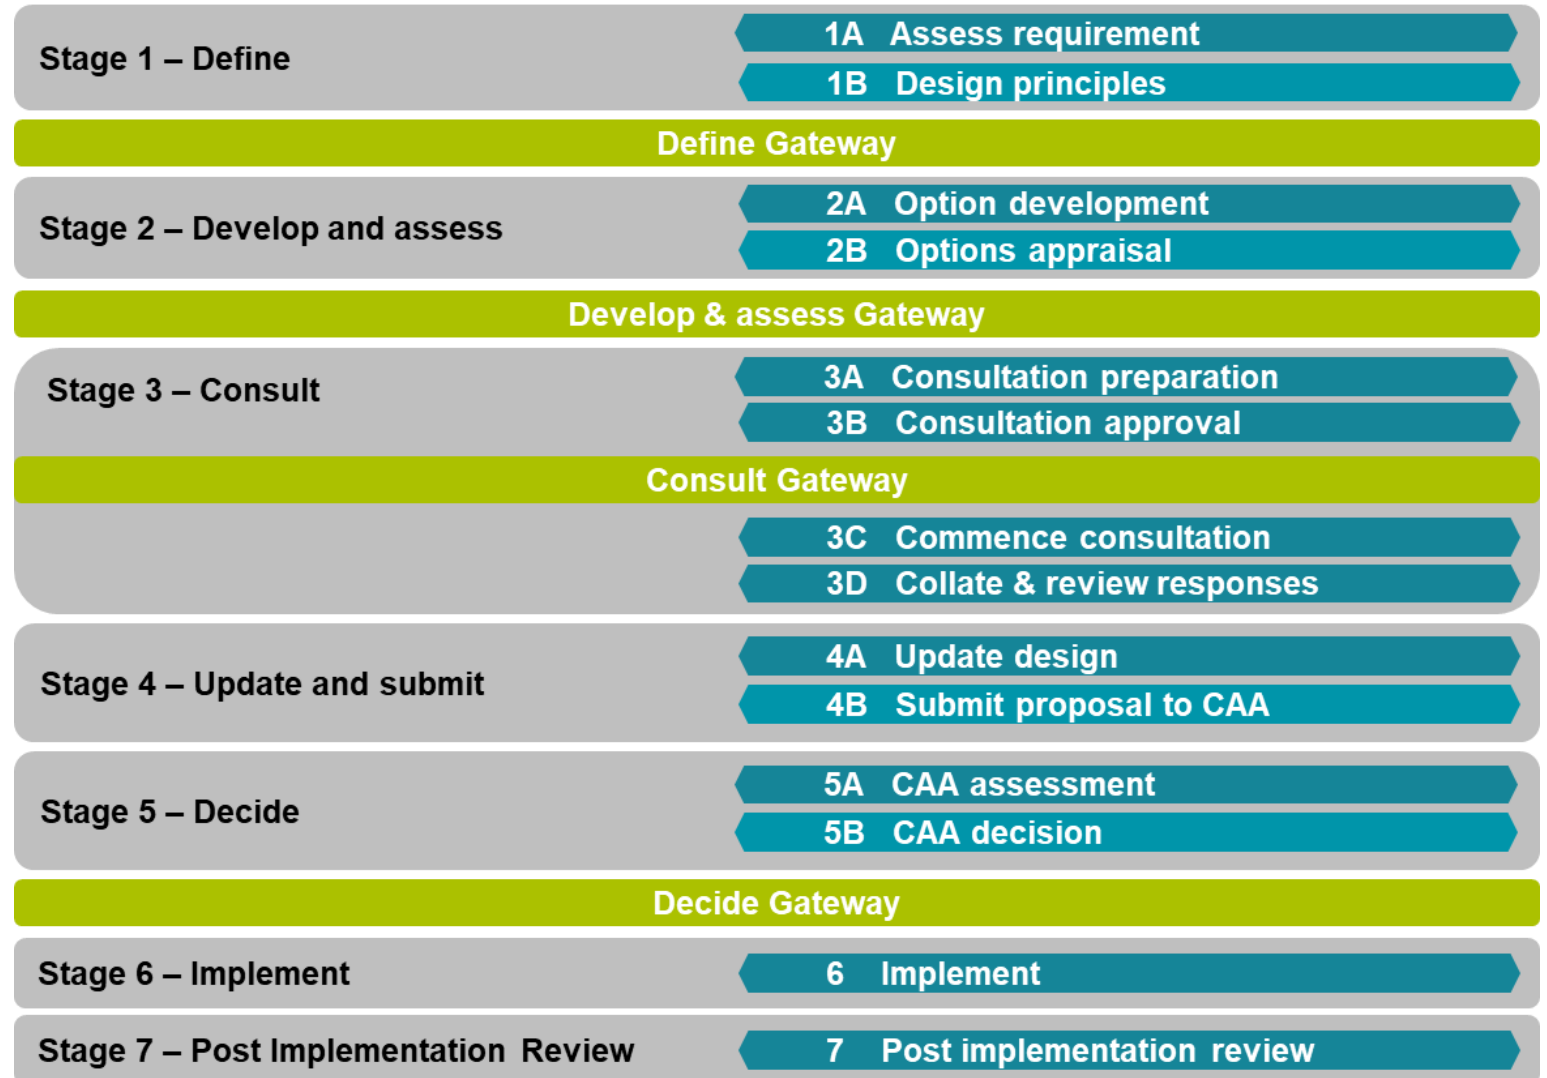 Stage 1 – Define
1A Assess requirement
1B Design principles
Define Gateway
Stage 2 – Develop and assess
2A Option development
2B Options appraisal
Develop & assess Gateway
Stage 3 – Consult
3A Consultation preparation
3B Consultation approval
Consult Gateway
3C Commence consultation
3D Collate & review responses
Stage 4 – Update and submit
4A Update design
4B Submit proposal to CAA
Stage 5 – Decide
5A CAA assessment
5B CAA decision
Decide Gateway
Stage 6 – Implement
6 Implement
Stage 7 – Post Implementation Review
7 Post implementation review